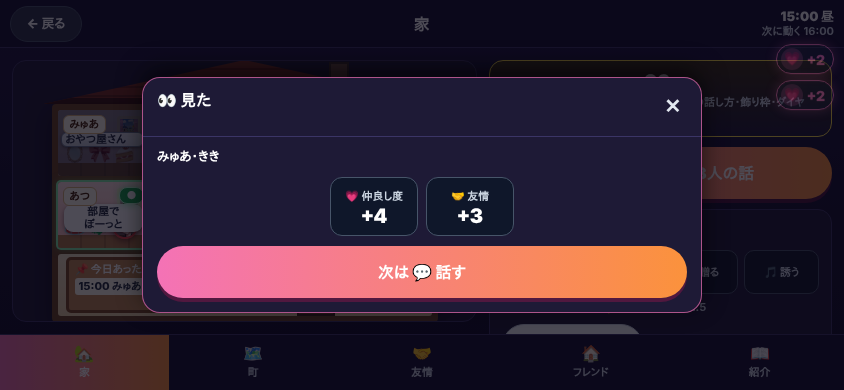 ← 戻る
家
15:00 昼
次に動く 16:00
+2
+2
みゅあ
おやつ屋さん
あつ
部屋で
ぼーっと
今日あった
15:00 みゅあ
👀 見た
×
みゅあ・きき
💗 仲良し度
+4
🤝 友情
+3
次は 💬 話す
の話し方・飾り枠・ダイヤ
人の話
贈る
🎵 誘う
家
町
友情
フレンド
紹介